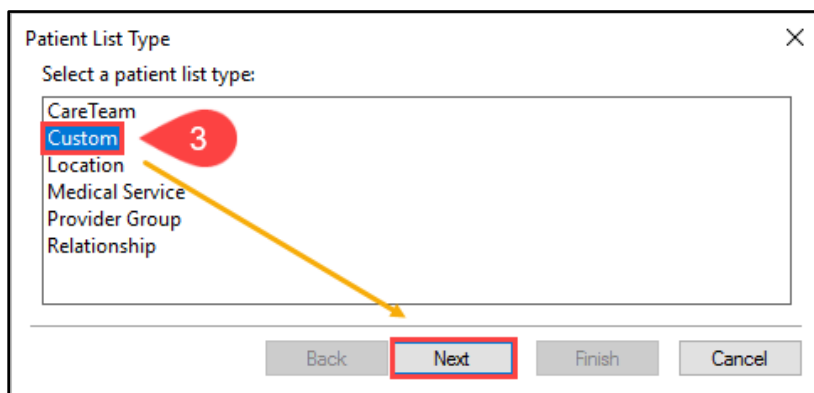 Patient List Type
Select a patient list type:
CareTeam
Custom
3
Location
Medical Service
Provider Group
Relationship
Back Next Finish Cancel